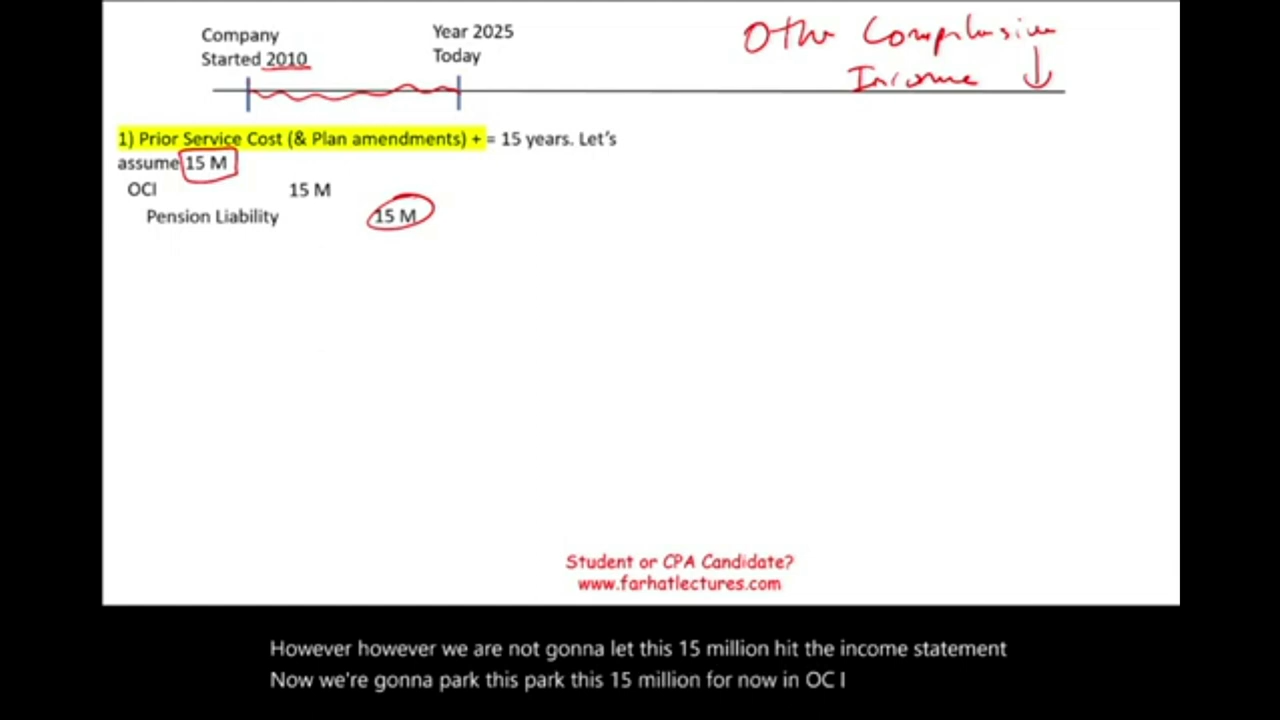 Company
Started 2010
Year 2025
Today
Other Comprehensive
Income
1) Prior Service Cost (& Plan amendments) + = 15 years. Let's
assume 15 M
OCI 15 M
Pension Liability 15 M
Student or CPA Candidate?
www.farhatlectures.com
However however we are not gonna let this 15 million hit the income statement
Now we're gonna park this park this 15 million for now in OC I